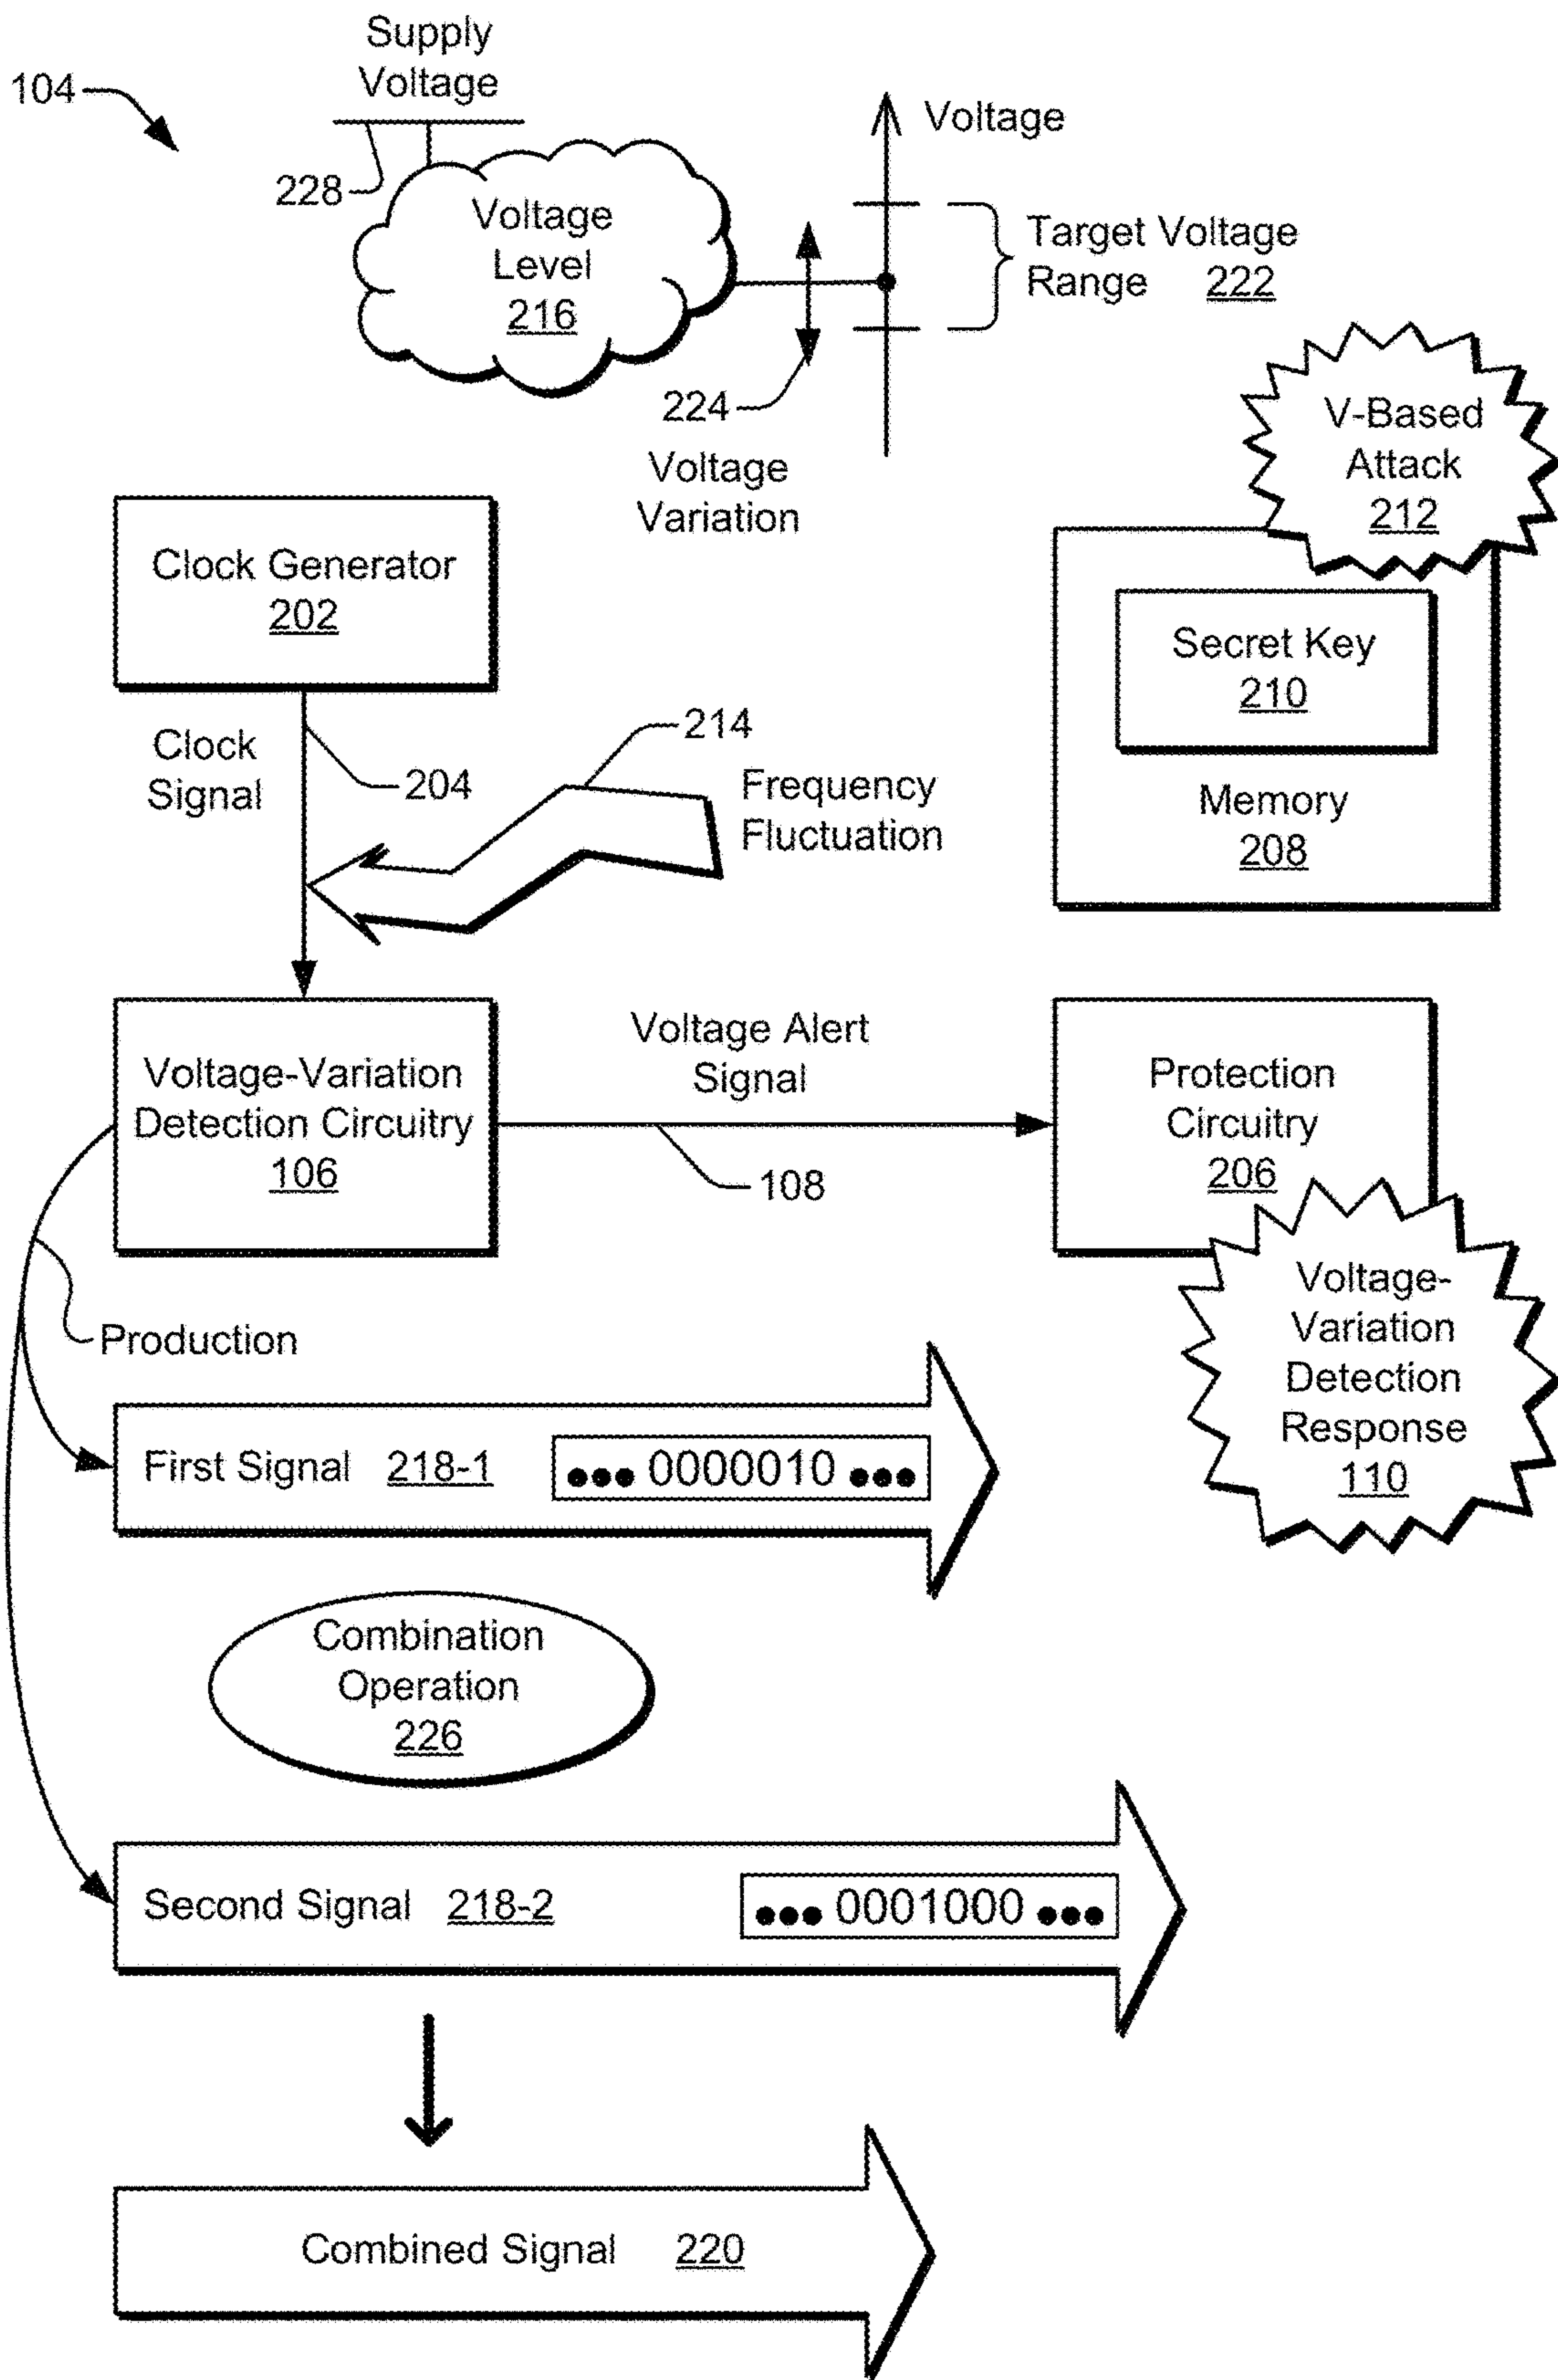 Supply
Voltage
104
228
Voltage
Level
216
Voltage
Target Voltage
Range 222
224
Voltage
Variation
V-Based
Attack
212
Clock Generator
202
Secret Key
210
Memory
208
Clock
Signal
204
214
Frequency
Fluctuation
Voltage-Variation
Detection Circuitry
106
Voltage Alert
Signal
108
Protection
Circuitry
206
Voltage-
Variation
Detection
Response
110
Production
First Signal 218-1 ●●● 0000010 ●●●
Combination
Operation
226
Second Signal 218-2 ●●● 0001000 ●●●
Combined Signal 220